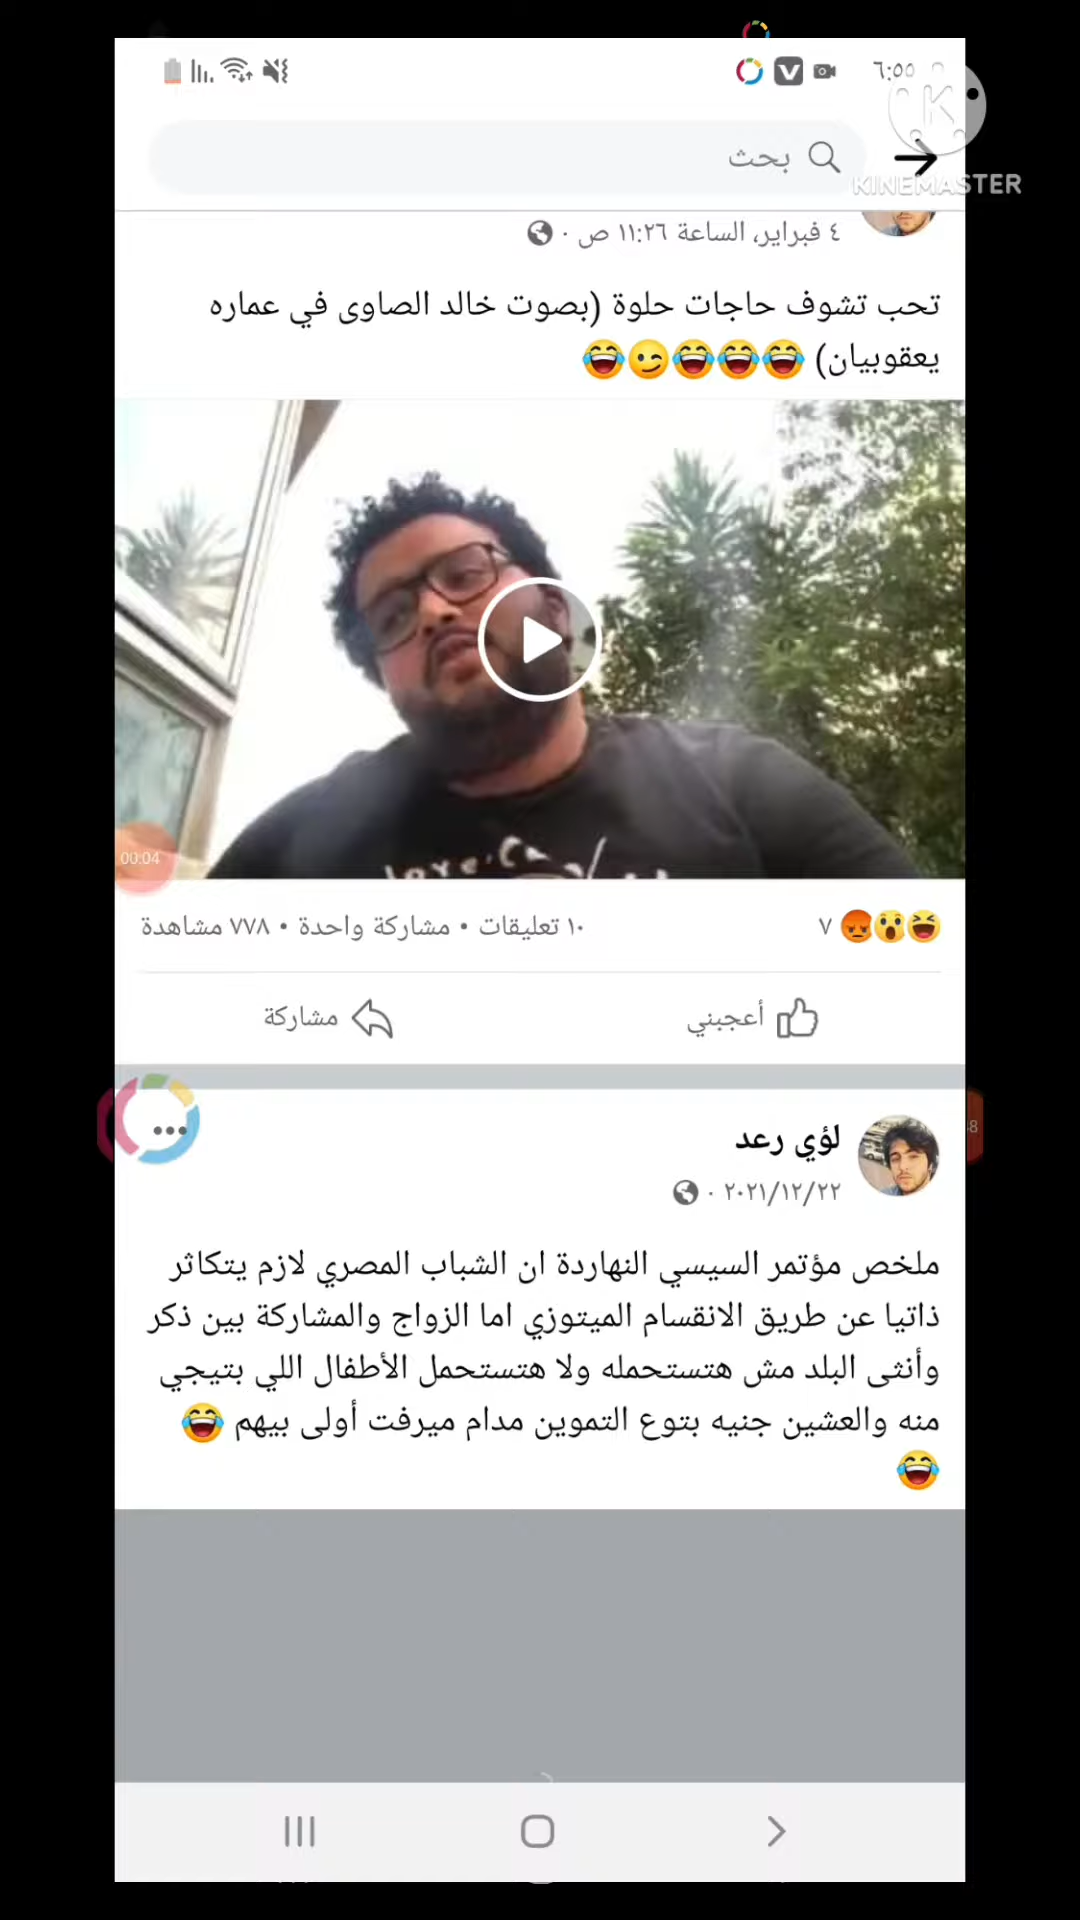 ٦:٥٥
KINEMASTER
بحث
٤ فبراير، الساعة ١١:٢٦ ص ·
تحب تشوف حاجات حلوة (بصوت خالد الصاوى في عماره
يعقوبيان) 😂😂😂😉😂
00:04
٧
١٠ تعليقات • مشاركة واحدة • ٧٧٨ مشاهدة
أعجبني
مشاركة
لؤي رعد
٢٠٢١/١٢/٢٢ ·
ملخص مؤتمر السيسي النهاردة ان الشباب المصري لازم يتكاثر
ذاتيا عن طريق الانقسام الميتوزي اما الزواج والمشاركة بين ذكر
وأنثى البلد مش هتستحمله ولا هتستحمل الأطفال اللي بتيجي
منه والعشين جنيه بتوع التموين مدام ميرفت أولى بيهم 😂
😂